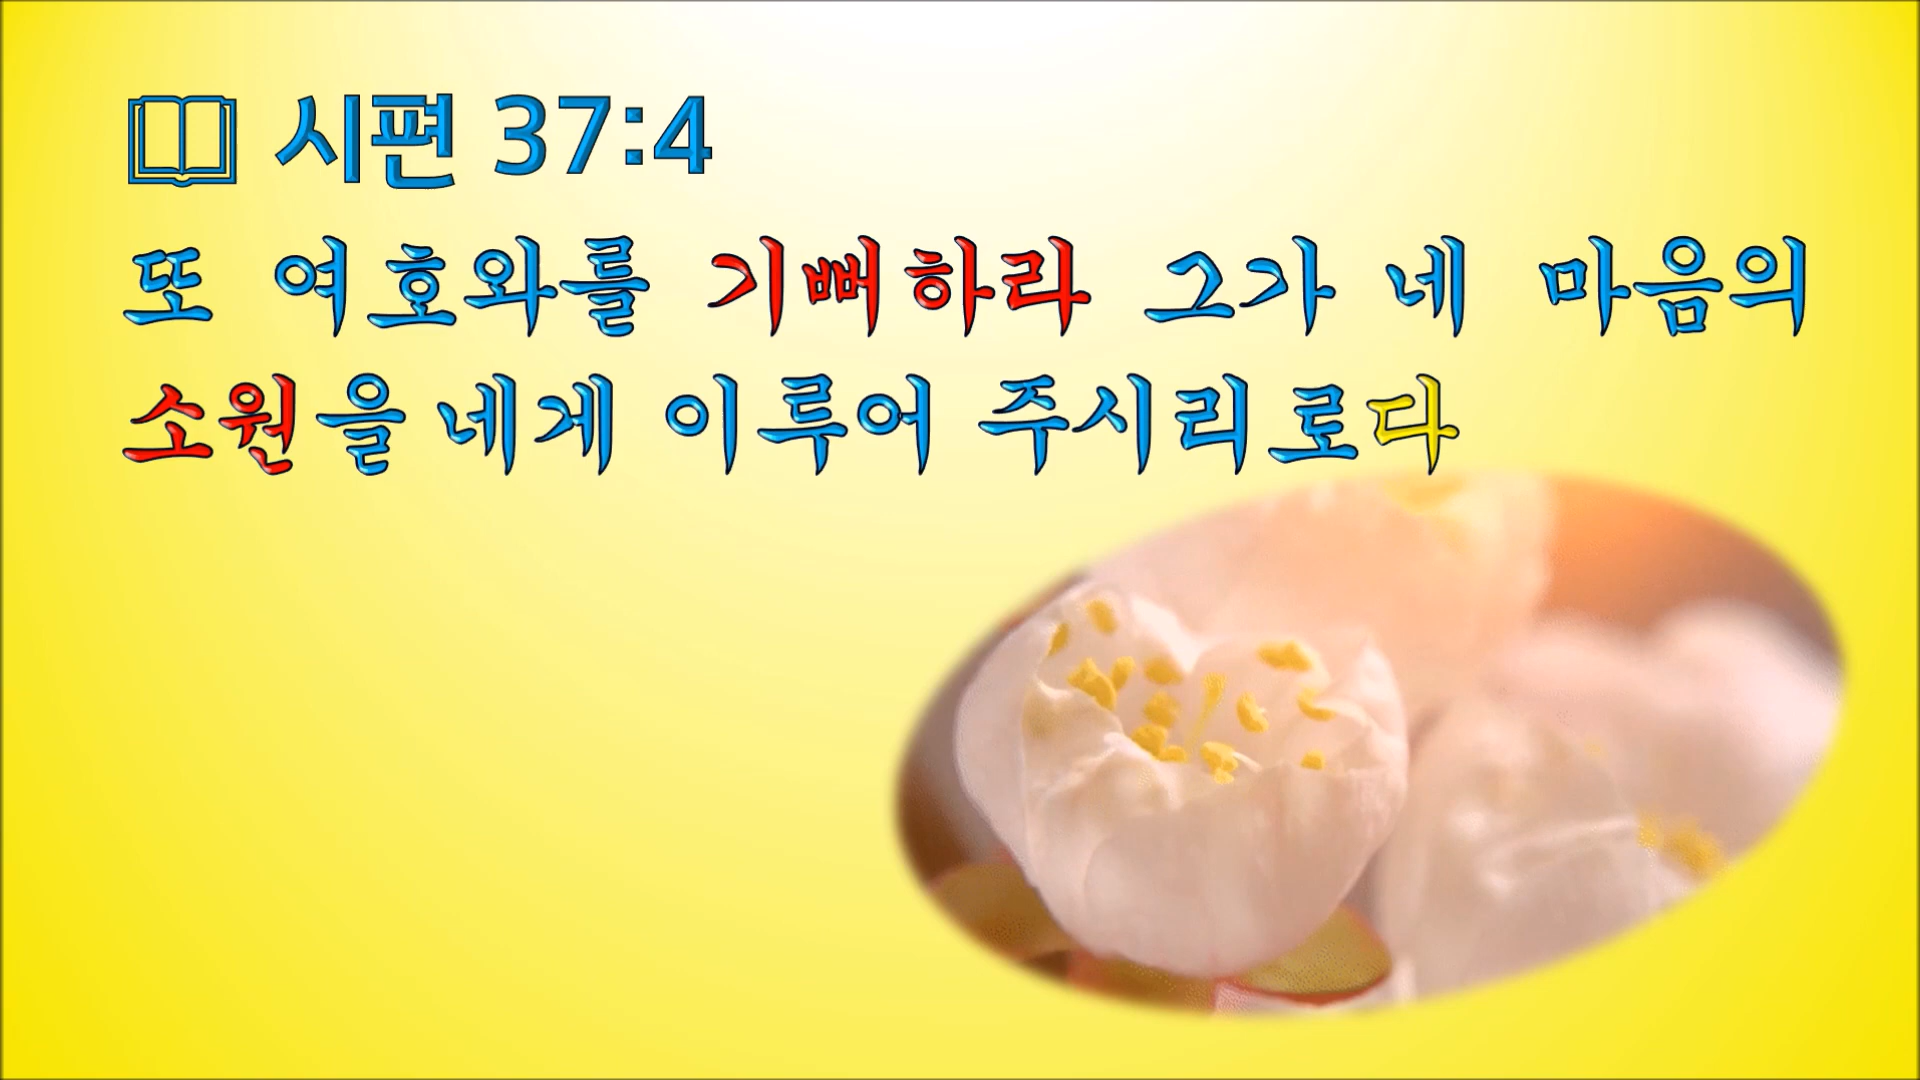 시편 37:4
또 여호와를 기뻐하라 그가 네 마음의
소원을 네게 이루어 주시리로다